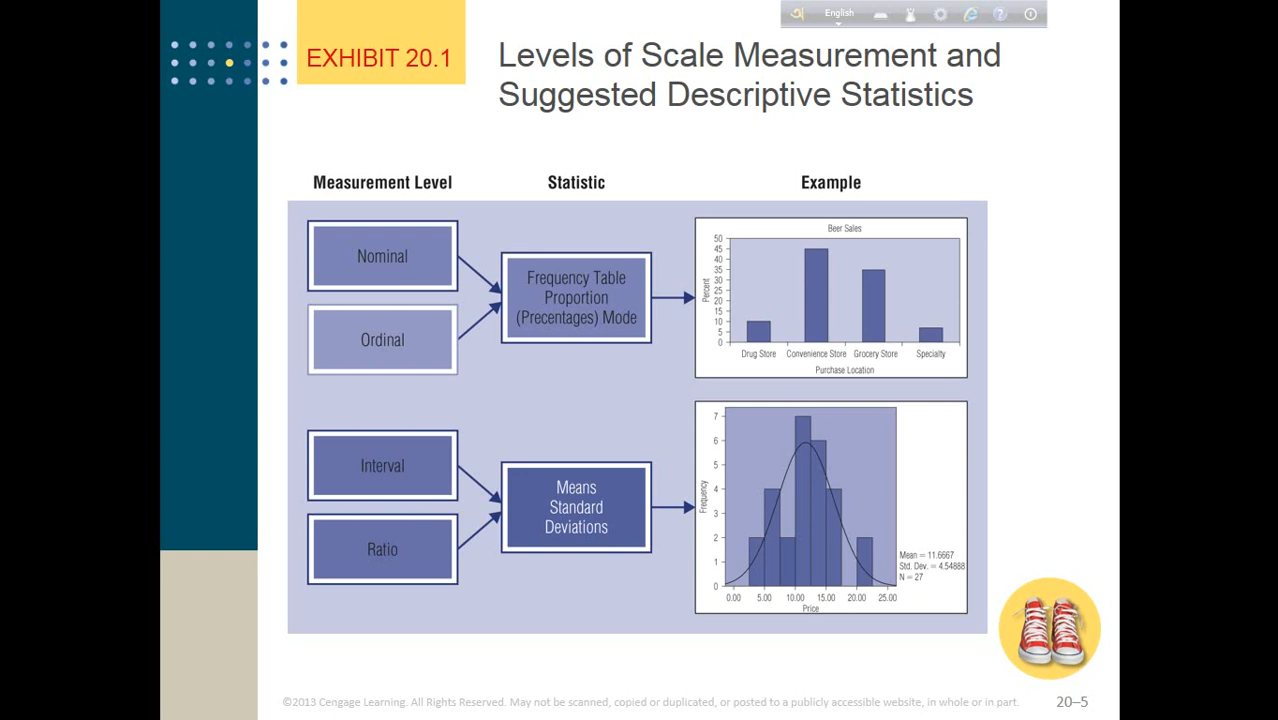 English
EXHIBIT 20.1
Levels of Scale Measurement and
Suggested Descriptive Statistics
Measurement Level
Statistic
Example
Nominal
Ordinal
Frequency Table
Proportion
(Precentages) Mode
Beer Sales
Percent
50
45
40
35
30
25
20
15
10
5
0
Drug Store
Convenience Store
Grocery Store
Specialty
Purchase Location
Interval
Ratio
Means
Standard
Deviations
Frequency
7
6
5
4
3
2
1
0
0.00
5.00
10.00
15.00
20.00
25.00
Price
Mean = 11.6667
Std. Dev. = 4.54888
N = 27
©2013 Cengage Learning. All Rights Reserved. May not be scanned, copied or duplicated, or posted to a publicly accessible website, in whole or in part.
20–5